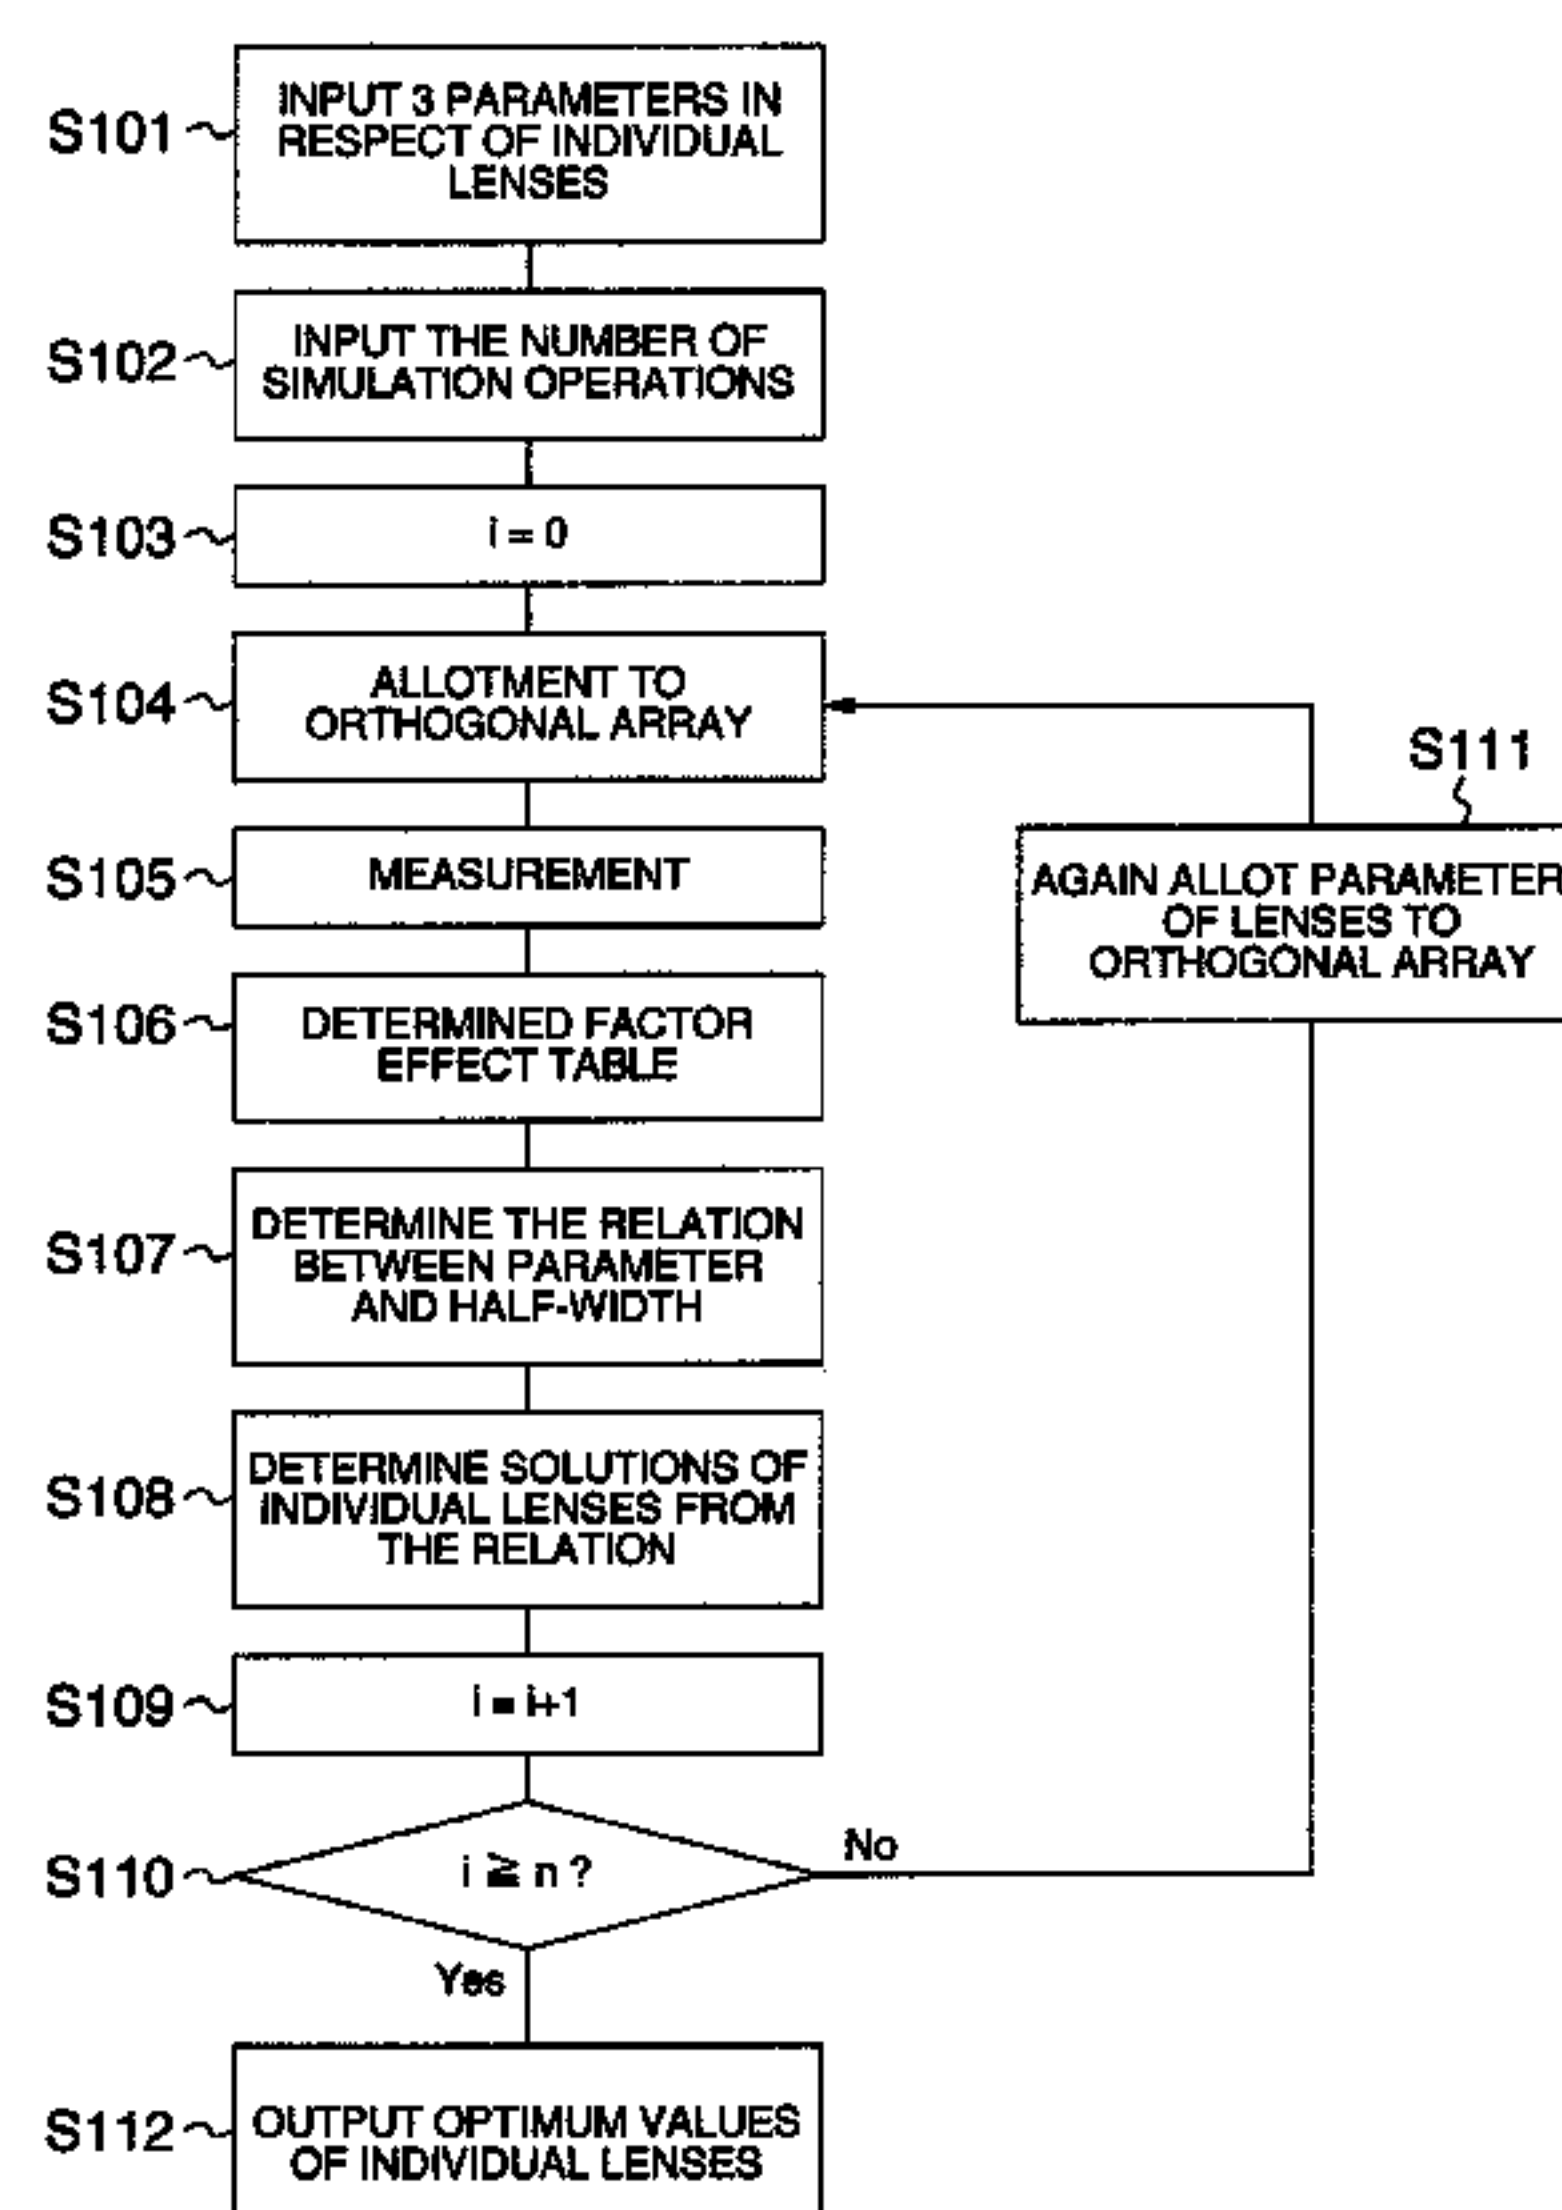 S101
INPUT 3 PARAMETERS IN
RESPECT OF INDIVIDUAL
LENSES
S102
INPUT THE NUMBER OF
SIMULATION OPERATIONS
S103
i = 0
S104
ALLOTMENT TO
ORTHOGONAL ARRAY
S111
AGAIN ALLOT PARAMETER
OF LENSES TO
ORTHOGONAL ARRAY
S105
MEASUREMENT
S106
DETERMINED FACTOR
EFFECT TABLE
S107
DETERMINE THE RELATION
BETWEEN PARAMETER
AND HALF-WIDTH
S108
DETERMINE SOLUTIONS OF
INDIVIDUAL LENSES FROM
THE RELATION
S109
i = i+1
S110
i ≧ n ?
No
Yes
S112
OUTPUT OPTIMUM VALUES
OF INDIVIDUAL LENSES